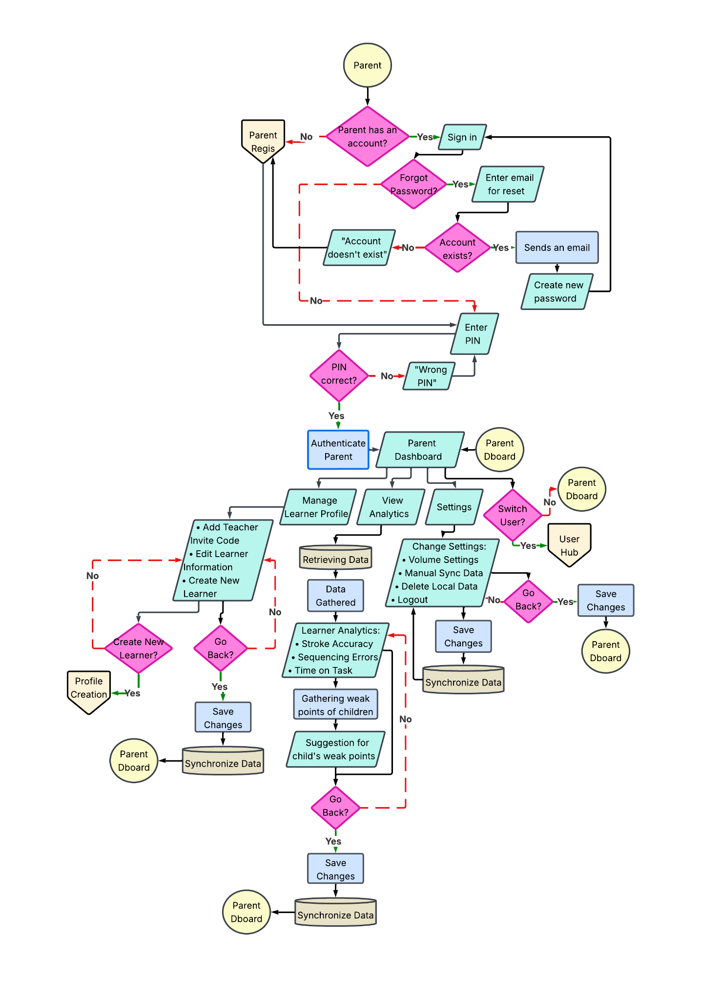 Parent
Parent has an
account?
No
Yes
Parent
Regis
Sign in
Forgot
Password?
Yes
Enter email
for reset
"Account
doesn't exist"
No
Account
exists?
Yes
Sends an email
Create new
password
No
Enter
PIN
PIN
correct?
No
"Wrong
PIN"
Yes
Authenticate
Parent
Parent
Dashboard
Parent
Dboard
Parent
Dboard
Manage
Learner Profile
View
Analytics
Settings
Switch
User?
No
Yes
User
Hub
• Add Teacher
Invite Code
• Edit Learner
Information
• Create New
Learner
No
No
Retrieving Data
Data
Gathered
Change Settings:
• Volume Settings
• Manual Sync Data
• Delete Local Data
• Logout
No
Go
Back?
Yes
Save
Changes
Parent
Dboard
Save
Changes
Synchronize Data
Create New
Learner?
Go
Back?
Learner Analytics:
• Stroke Accuracy
• Sequencing Errors
• Time on Task
Profile
Creation
Yes
Yes
Save
Changes
Synchronize Data
Parent
Dboard
Gathering weak
points of children
No
Suggestion for
child's weak points
Go
Back?
Yes
Save
Changes
Synchronize Data
Parent
Dboard